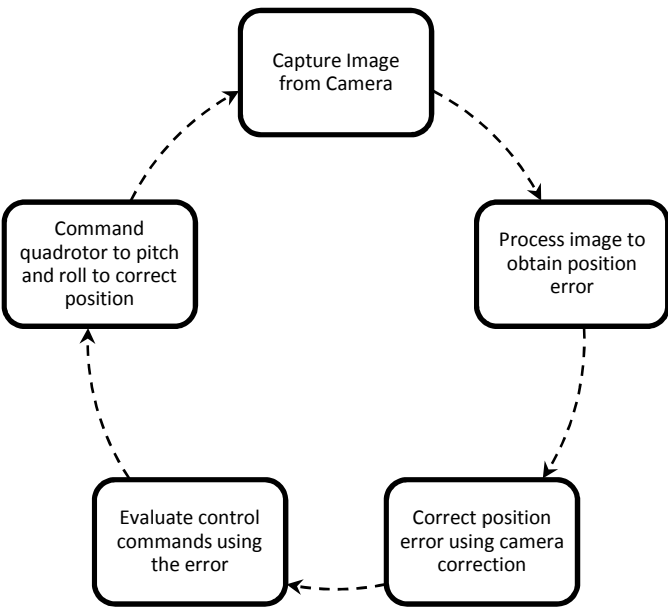 Capture Image
from Camera
Process image to
obtain position
error
Correct position
error using camera
correction
Evaluate control
commands using
the error
Command
quadrotor to pitch
and roll to correct
position